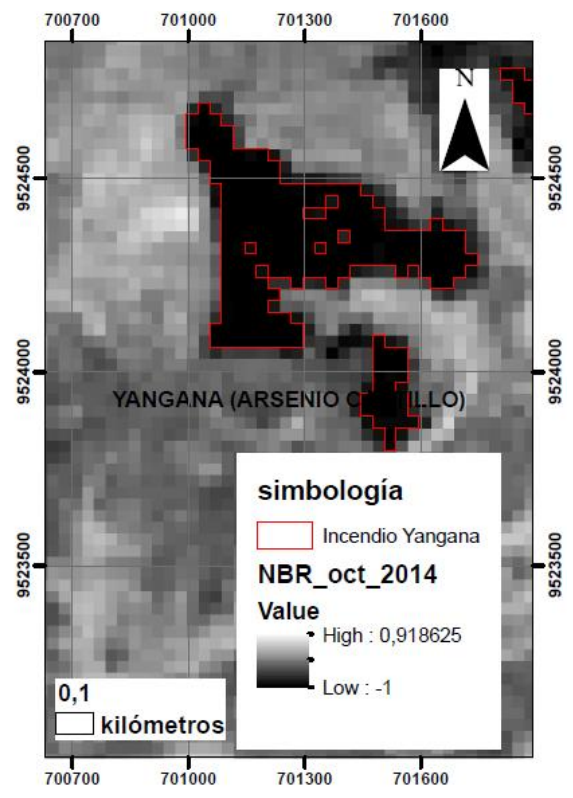 700700 701000 701300 701600
N
9524500 9524500
9524000 9524000
YANGANA (ARSENIO C TILLO)
simbología
Incendio Yangana
9523500 9523500
NBR_oct_2014
Value
High : 0,918625
Low : -1
0,1
kilómetros
700700 701000 701300 701600